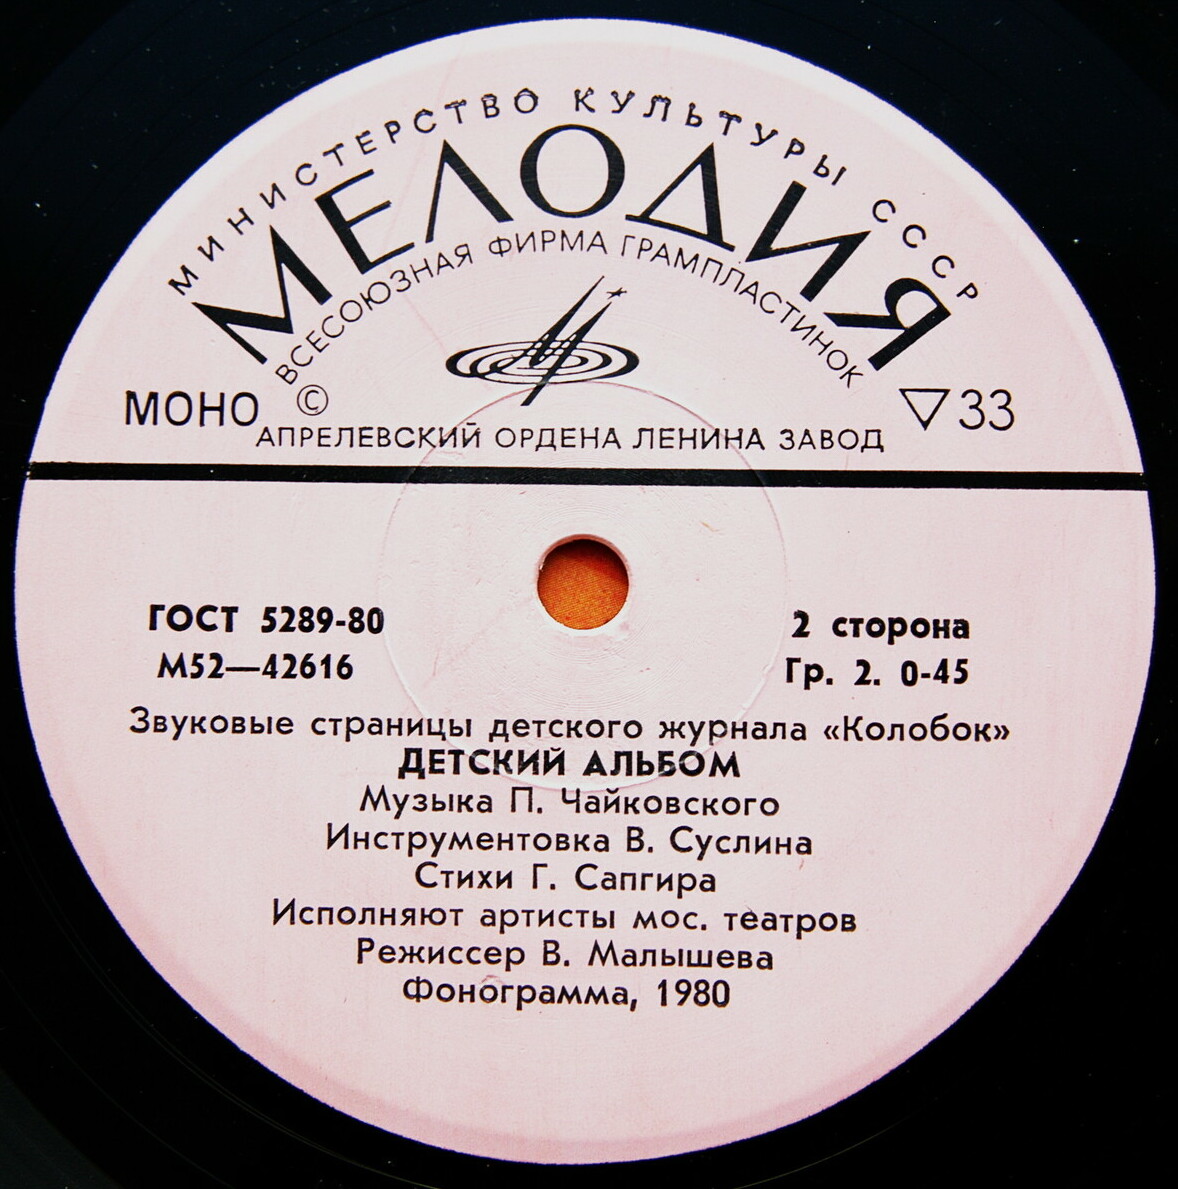 МИНИСТЕРСТВО КУЛЬТУРЫ СССР
МЕЛОДИЯ
ВСЕСОЮЗНАЯ ФИРМА ГРАМПЛАСТИНОК
МОНО © ▽33
АПРЕЛЕВСКИЙ ОРДЕНА ЛЕНИНА ЗАВОД
ГОСТ 5289-80 2 сторона
М52—42616 Гр. 2. 0-45
Звуковые страницы детского журнала «Колобок»
ДЕТСКИЙ АЛЬБОМ
Музыка П. Чайковского
Инструментовка В. Суслина
Стихи Г. Сапгира
Исполняют артисты мос. театров
Режиссер В. Малышева
Фонограмма, 1980